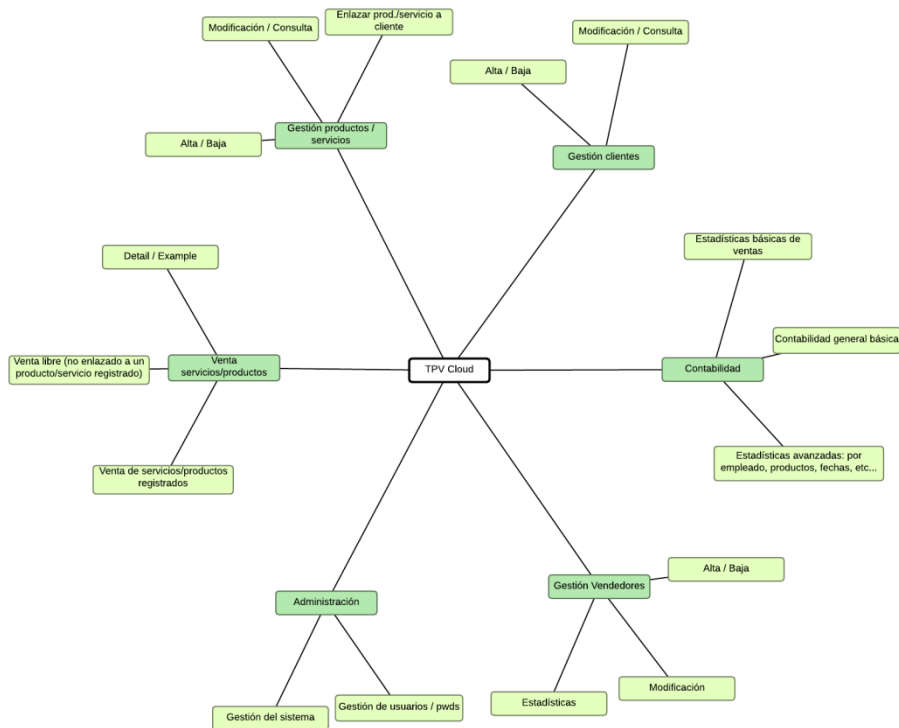 Enlazar prod./servicio a
cliente
Modificación / Consulta
Modificación / Consulta
Alta / Baja
Gestión productos /
servicios
Alta / Baja
Gestión clientes
Estadísticas básicas de
ventas
Detail / Example
Contabilidad general básica
Venta libre (no enlazado a un
producto/servicio registrado)
Venta
servicios/productos
TPV Cloud
Contabilidad
Estadísticas avanzadas: por
empleado, productos, fechas, etc...
Venta de servicios/productos
registrados
Alta / Baja
Gestión Vendedores
Administración
Modificación
Estadísticas
Gestión de usuarios / pwds
Gestión del sistema